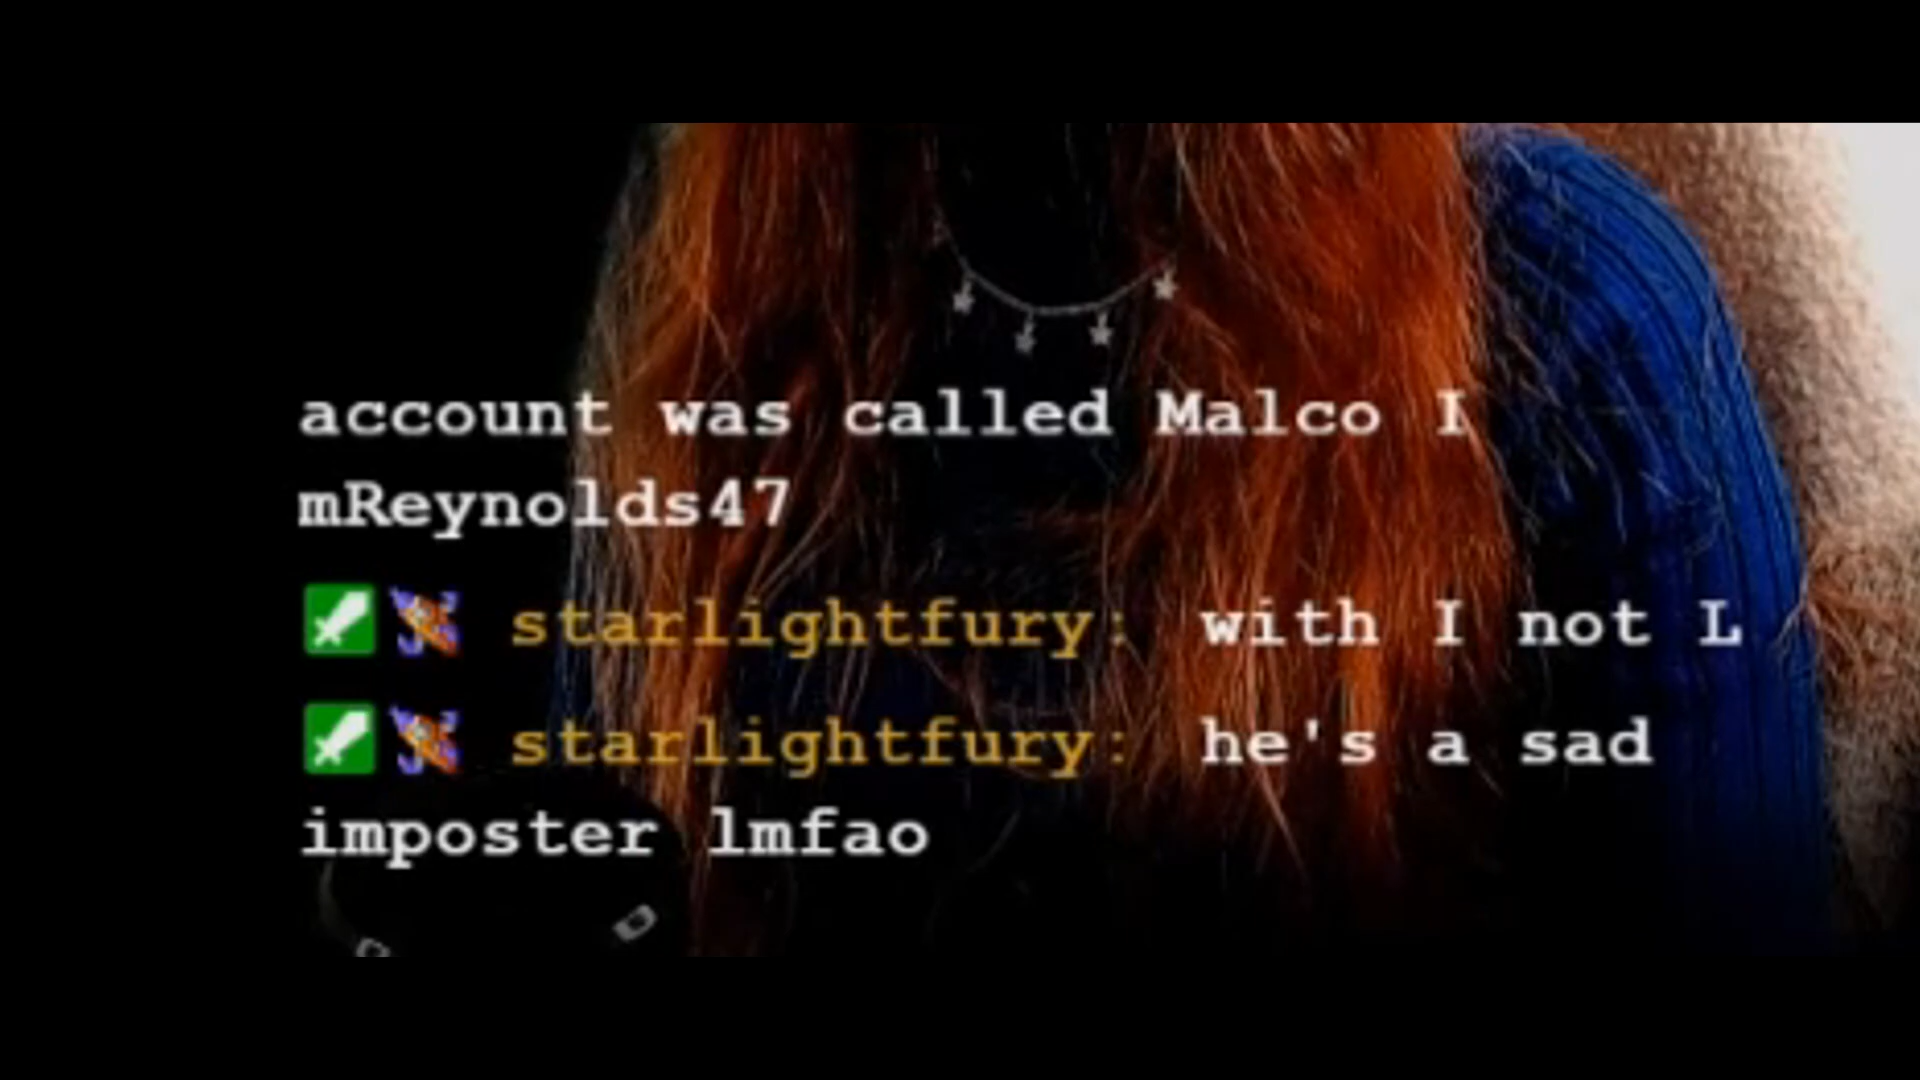 account was called Malco I
mReynolds47
starlightfury: with I not L
starlightfury: he's a sad
imposter lmfao